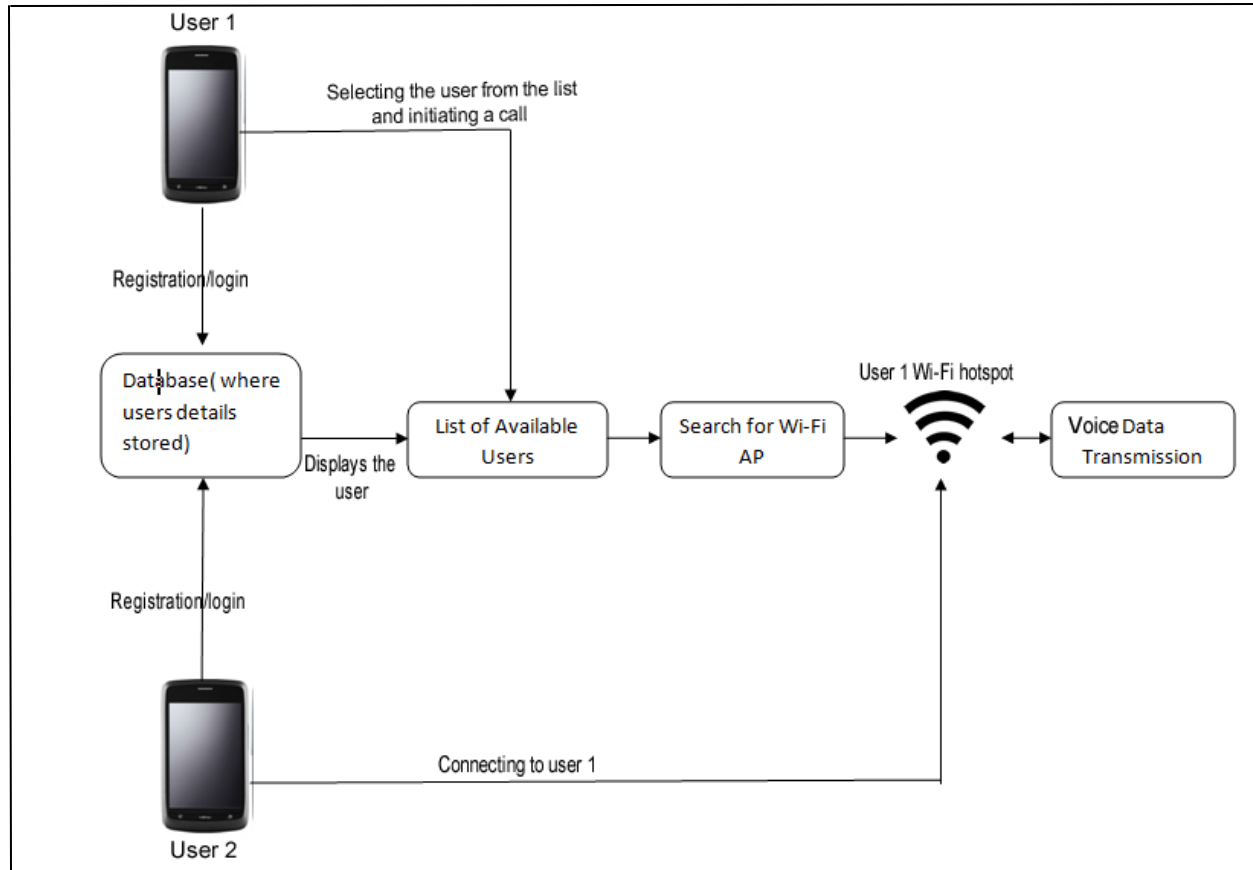 User 1
Selecting the user from the list
and initiating a call
Registration/login
Database( where
users details
stored)
Displays the
user
List of Available
Users
Search for Wi-Fi
AP
User 1 Wi-Fi hotspot
Voice Data
Transmission
Registration/login
Connecting to user 1
User 2